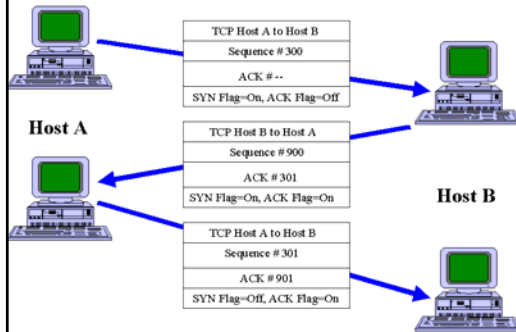 TCP Host A to Host B
Sequence # 300
ACK # --
SYN Flag=On, ACK Flag=Off
Host A
TCP Host B to Host A
Sequence # 900
ACK # 301
SYN Flag=On, ACK Flag=On
Host B
TCP Host A to Host B
Sequence # 301
ACK # 901
SYN Flag=Off, ACK Flag=On